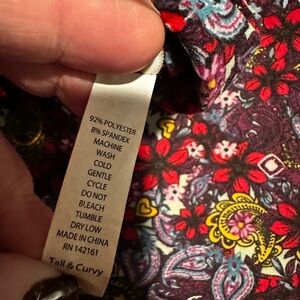 92% POLYESTER
8% SPANDEX
MACHINE
WASH
COLD
GENTLE
CYCLE
DO NOT
BLEACH
TUMBLE
DRY LOW
MADE IN CHINA
RN 142161
Tall & Curvy